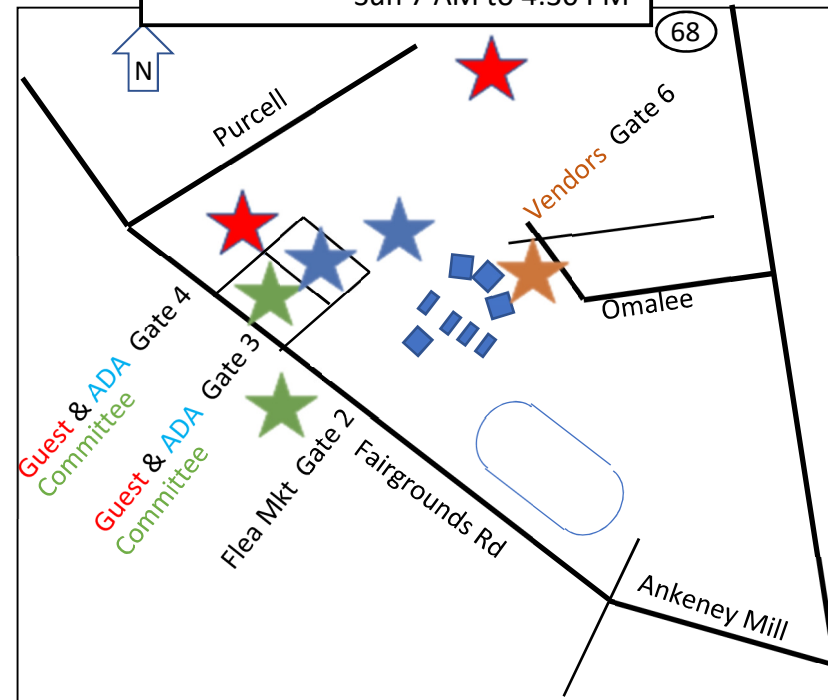 Sun 7 AM to 4:30 PM
68
N
Purcell
Vendors Gate 6
Omalee
Guest & ADA Gate 4
Committee
Guest & ADA Gate 3
Committee
Flea Mkt Gate 2
Fairgrounds Rd
Ankeney Mill